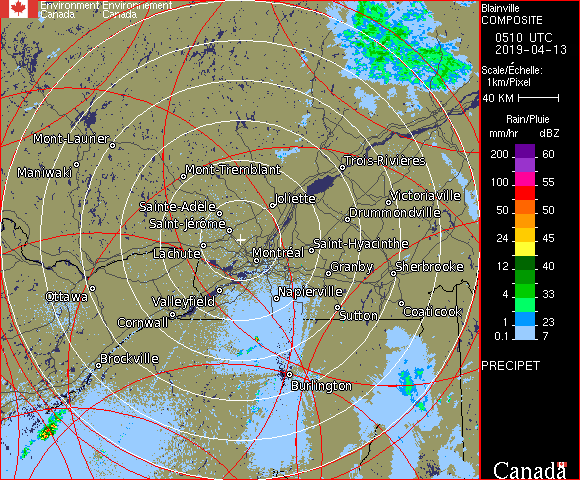 Environment Environnement
Canada Canada
Blainville
COMPOSITE
0510 UTC
2019-04-13
Scale/Échelle:
1km/Pixel
40 KM
Rain/Pluie
mm/hr dBZ
200 60
100 55
50 50
24 45
12 40
4 33
1 23
0.1 7
PRECIPET
Canada
Mont-Laurier
Maniwaki
Mont-Tremblant
Trois-Rivières
Sainte-Adèle
Joliette
Victoriaville
Drummondville
Saint-Jérôme
Lachute
Montréal
Saint-Hyacinthe
Granby
Sherbrooke
Ottawa
Valleyfield
Napierville
Cornwall
Sutton
Coaticook
Brockville
Burlington